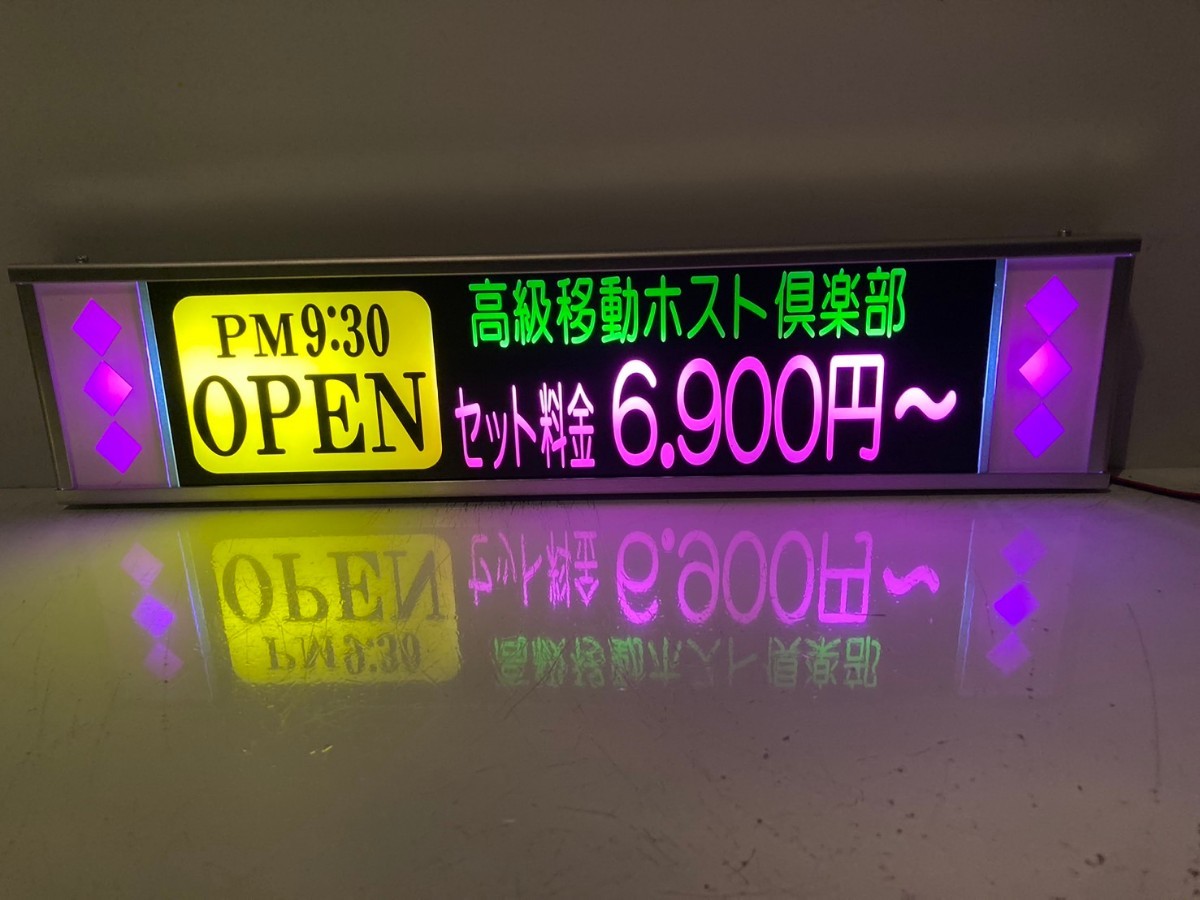 PM9:30
OPEN
高級移動ホスト倶楽部
セット料金 6.900円～